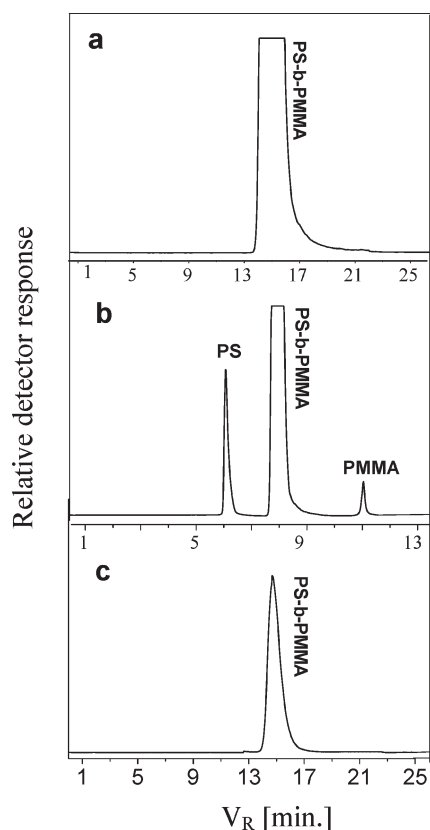 Relative detector response
a
PS-b-PMMA
1 5 9 13 17 21 25
b
PS
PS-b-PMMA
PMMA
1 5 9 13
c
PS-b-PMMA
1 5 9 13 17 21 25
V_R [min.]